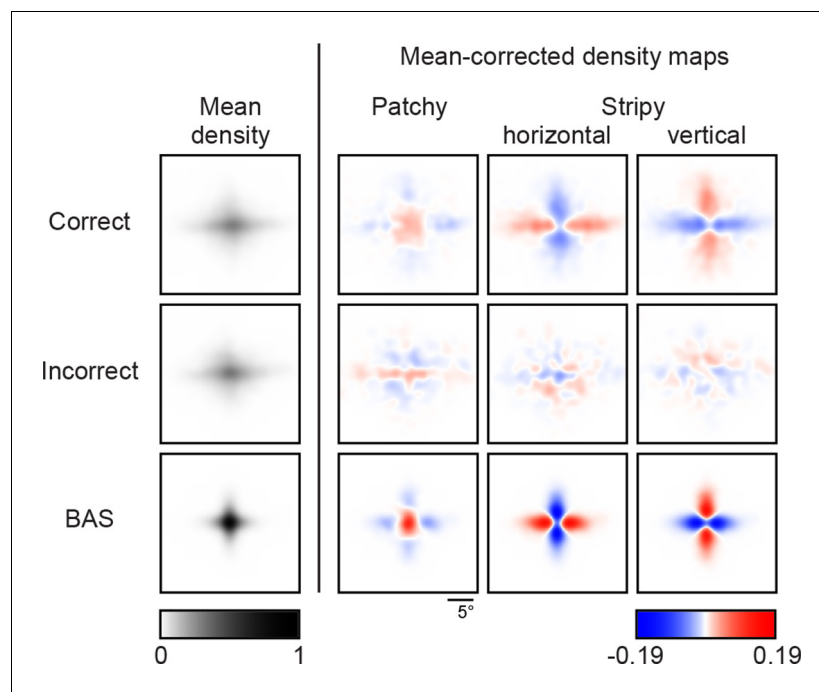 Mean-corrected density maps
Mean density
Patchy
Stripy
horizontal vertical
Correct
Incorrect
BAS
5°
0 1
-0.19 0.19